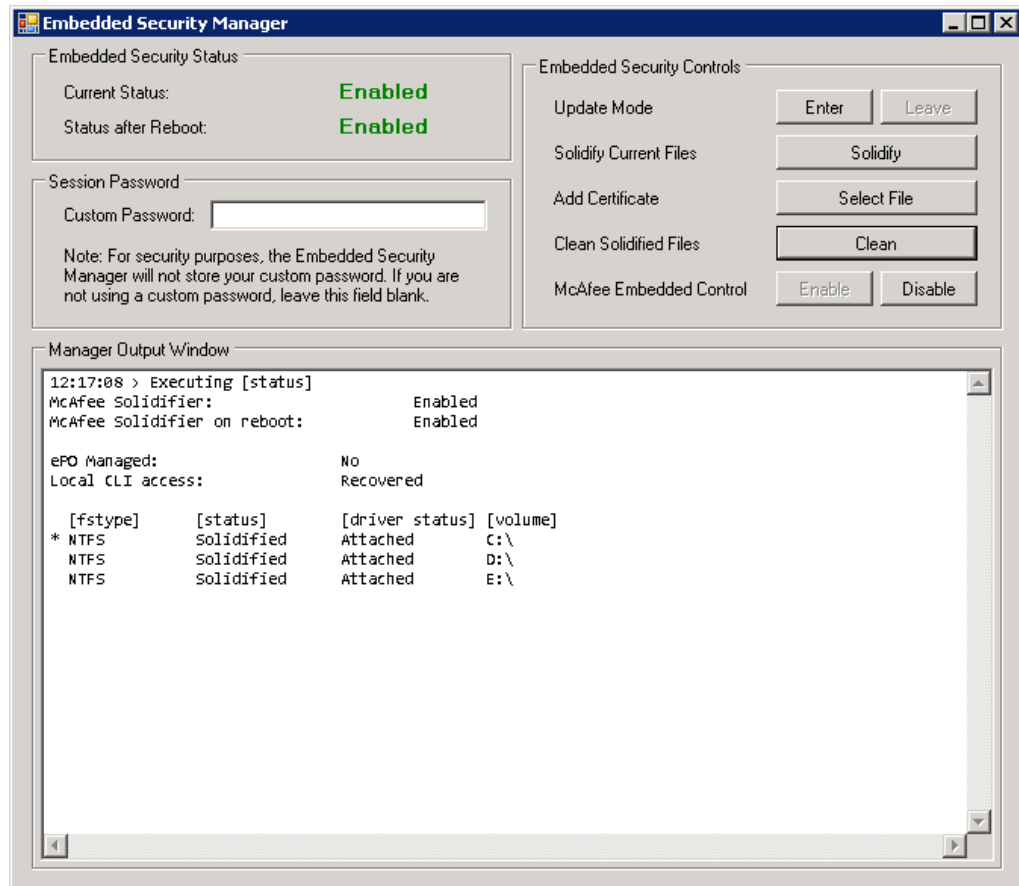 Embedded Security Manager
Embedded Security Status
Current Status: Enabled
Status after Reboot: Enabled
Session Password
Custom Password:
Note: For security purposes, the Embedded Security
Manager will not store your custom password. If you are
not using a custom password, leave this field blank.
Embedded Security Controls
Update Mode Enter Leave
Solidify Current Files Solidify
Add Certificate Select File
Clean Solidified Files Clean
McAfee Embedded Control Enable Disable
Manager Output Window
12:17:08 > Executing [status]
McAfee Solidifier: Enabled
McAfee Solidifier on reboot: Enabled
ePO Managed: No
Local CLI access: Recovered
[fstype] [status] [driver status] [volume]
* NTFS Solidified Attached C:\
NTFS Solidified Attached D:\
NTFS Solidified Attached E:\